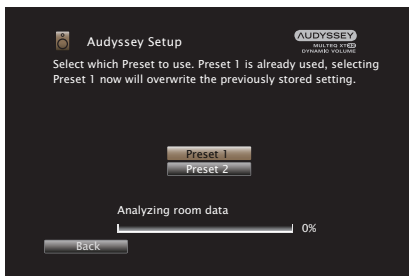 Audyssey Setup
AUDYSSEY
MULTEQ XT32
DYNAMIC VOLUME
Select which Preset to use. Preset 1 is already used, selecting
Preset 1 now will overwrite the previously stored setting.
Preset 1
Preset 2
Analyzing room data
0%
Back